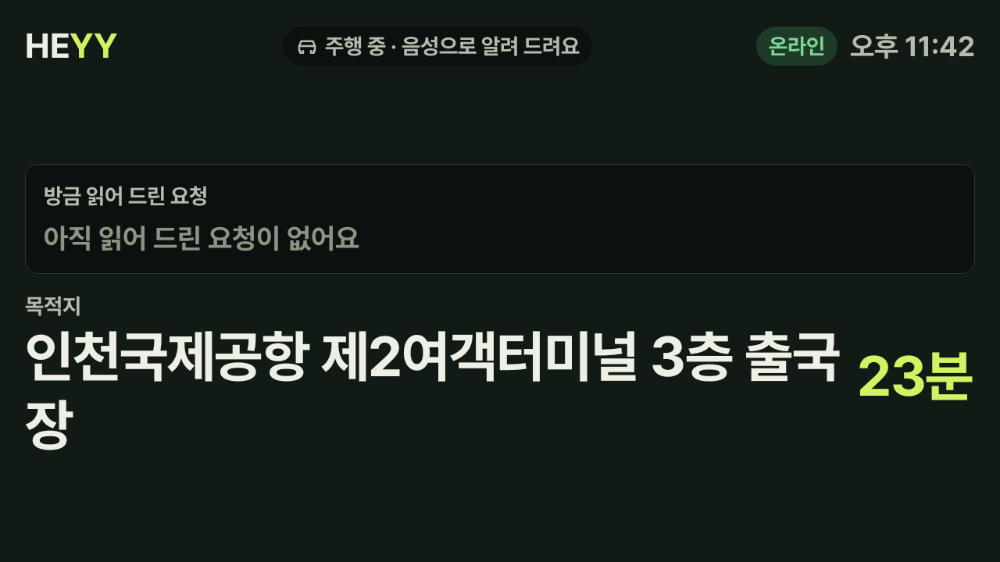 HEYY
주행 중 · 음성으로 알려 드려요
온라인
오후 11:42
방금 읽어 드린 요청
아직 읽어 드린 요청이 없어요
목적지
인천국제공항 제2여객터미널 3층 출국
장
23분